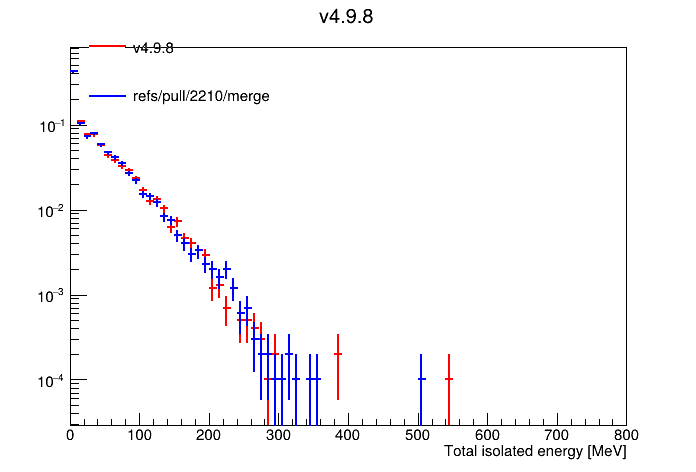 v4.9.8
v4.9.8
refs/pull/2210/merge
10⁻¹
10⁻²
10⁻³
10⁻⁴
0 100 200 300 400 500 600 700 800
Total isolated energy [MeV]